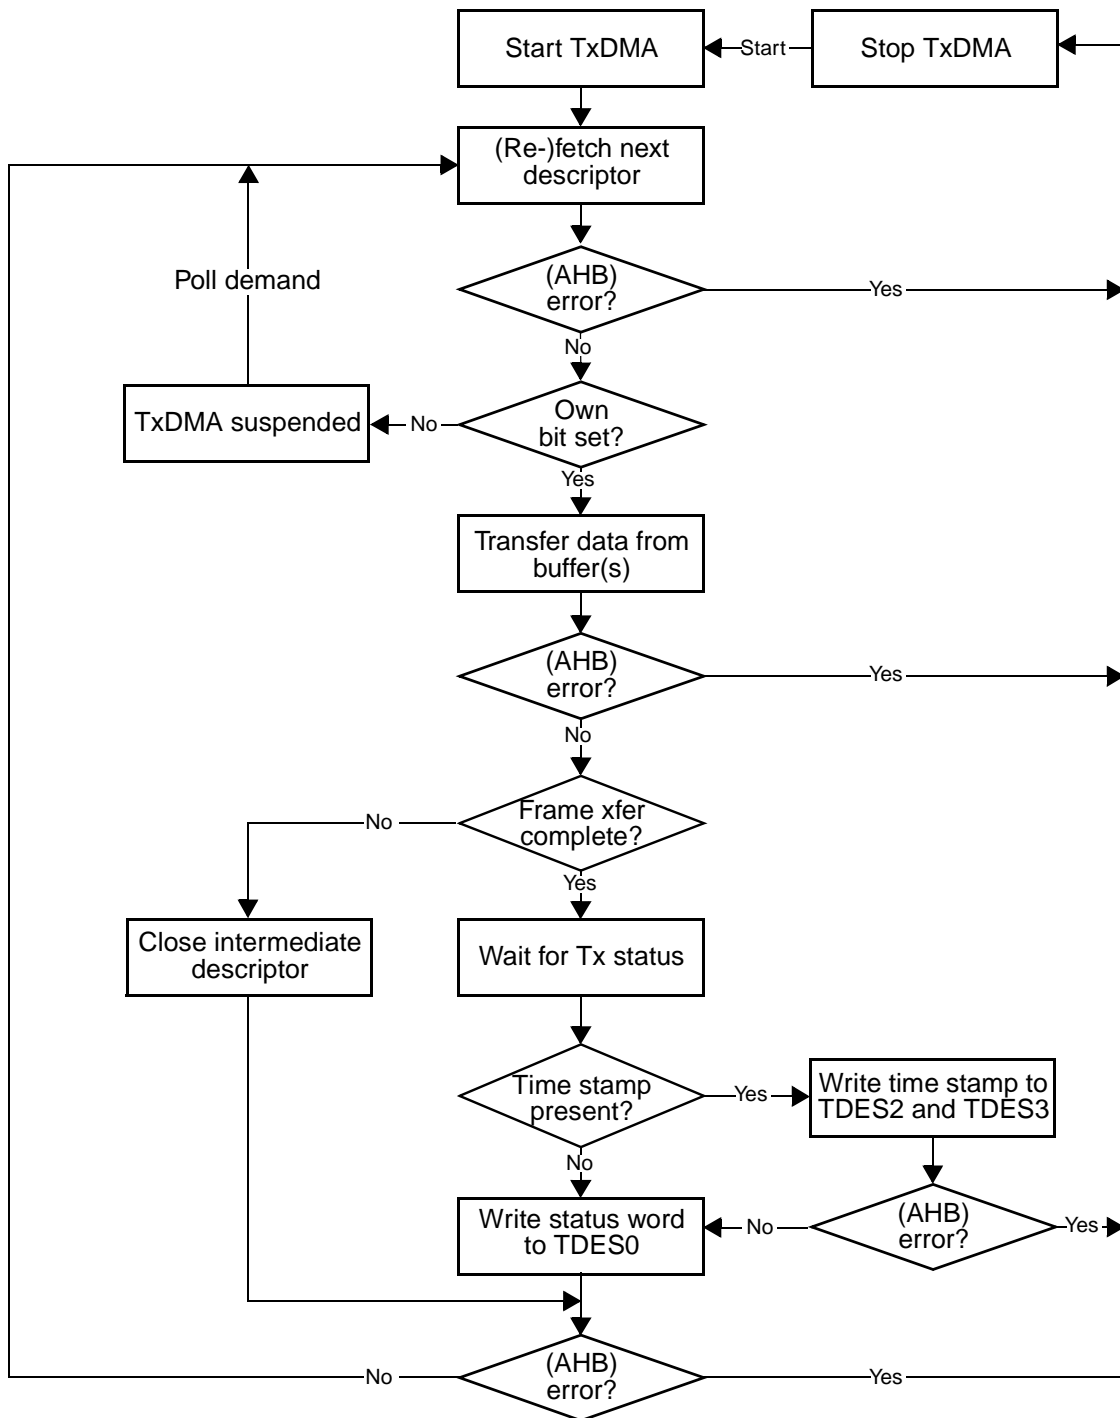 Start TxDMA
Start
Stop TxDMA
(Re-)fetch next
descriptor
Poll demand
(AHB)
error?
Yes
No
TxDMA suspended
No
Own
bit set?
Yes
Transfer data from
buffer(s)
(AHB)
error?
Yes
No
No
Frame xfer
complete?
Yes
Close intermediate
descriptor
Wait for Tx status
Time stamp
present?
Yes
Write time stamp to
TDES2 and TDES3
No
Write status word
to TDES0
No
(AHB)
error?
Yes
No
(AHB)
error?
Yes